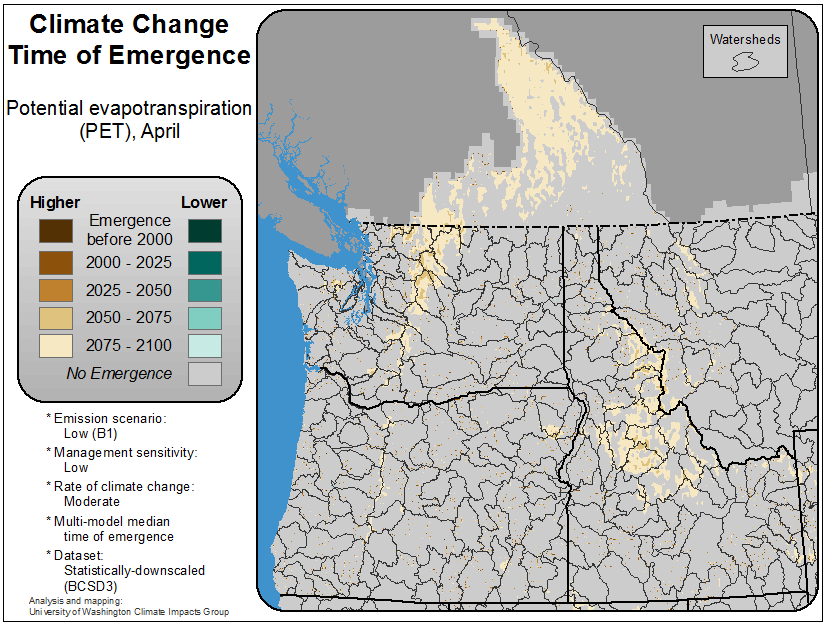 Climate Change
Time of Emergence
Potential evapotranspiration
(PET), April
Higher
Lower
Emergence
before 2000
2000 - 2025
2025 - 2050
2050 - 2075
2075 - 2100
No Emergence
* Emission scenario:
Low (B1)
* Management sensitivity:
Low
* Rate of climate change:
Moderate
* Multi-model median
time of emergence
* Dataset:
Statistically-downscaled
(BCSD3)
Analysis and mapping:
University of Washington Climate Impacts Group
Watersheds